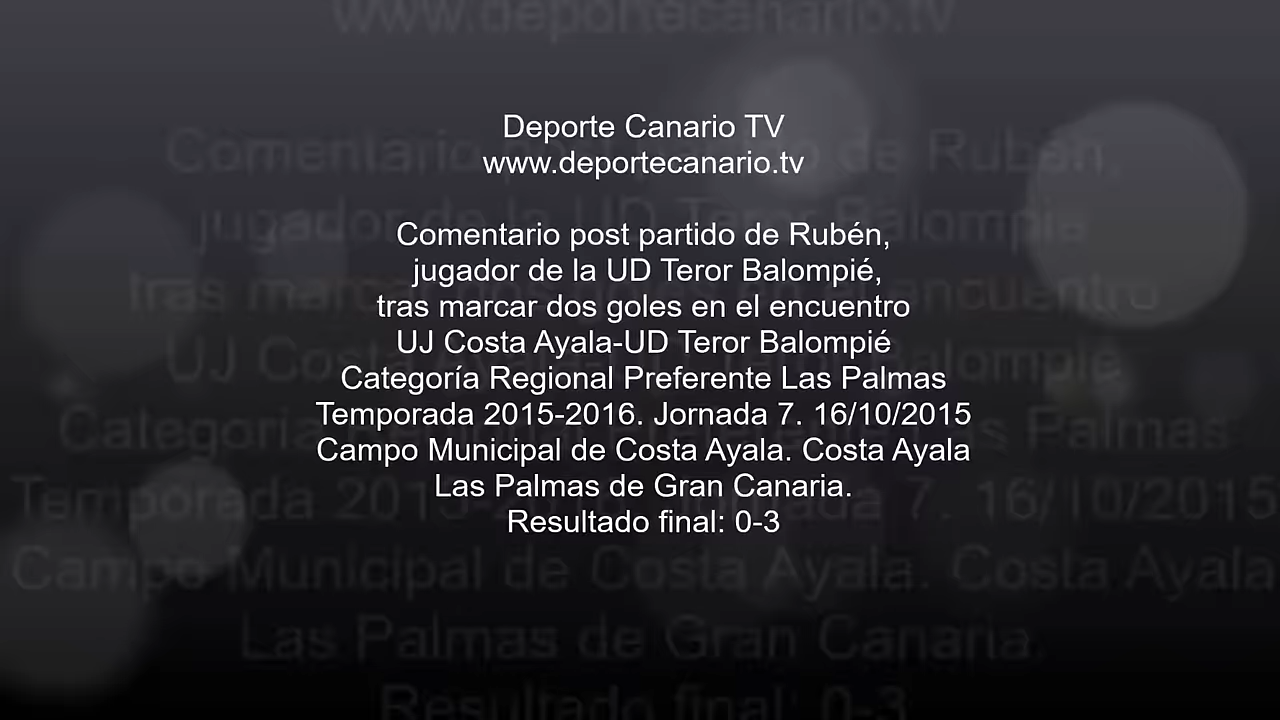 Deporte Canario TV
www.deportecanario.tv
Comentario post partido de Rubén,
jugador de la UD Teror Balompié,
tras marcar dos goles en el encuentro
UJ Costa Ayala-UD Teror Balompié
Categoría Regional Preferente Las Palmas
Temporada 2015-2016. Jornada 7. 16/10/2015
Campo Municipal de Costa Ayala. Costa Ayala
Las Palmas de Gran Canaria.
Resultado final: 0-3